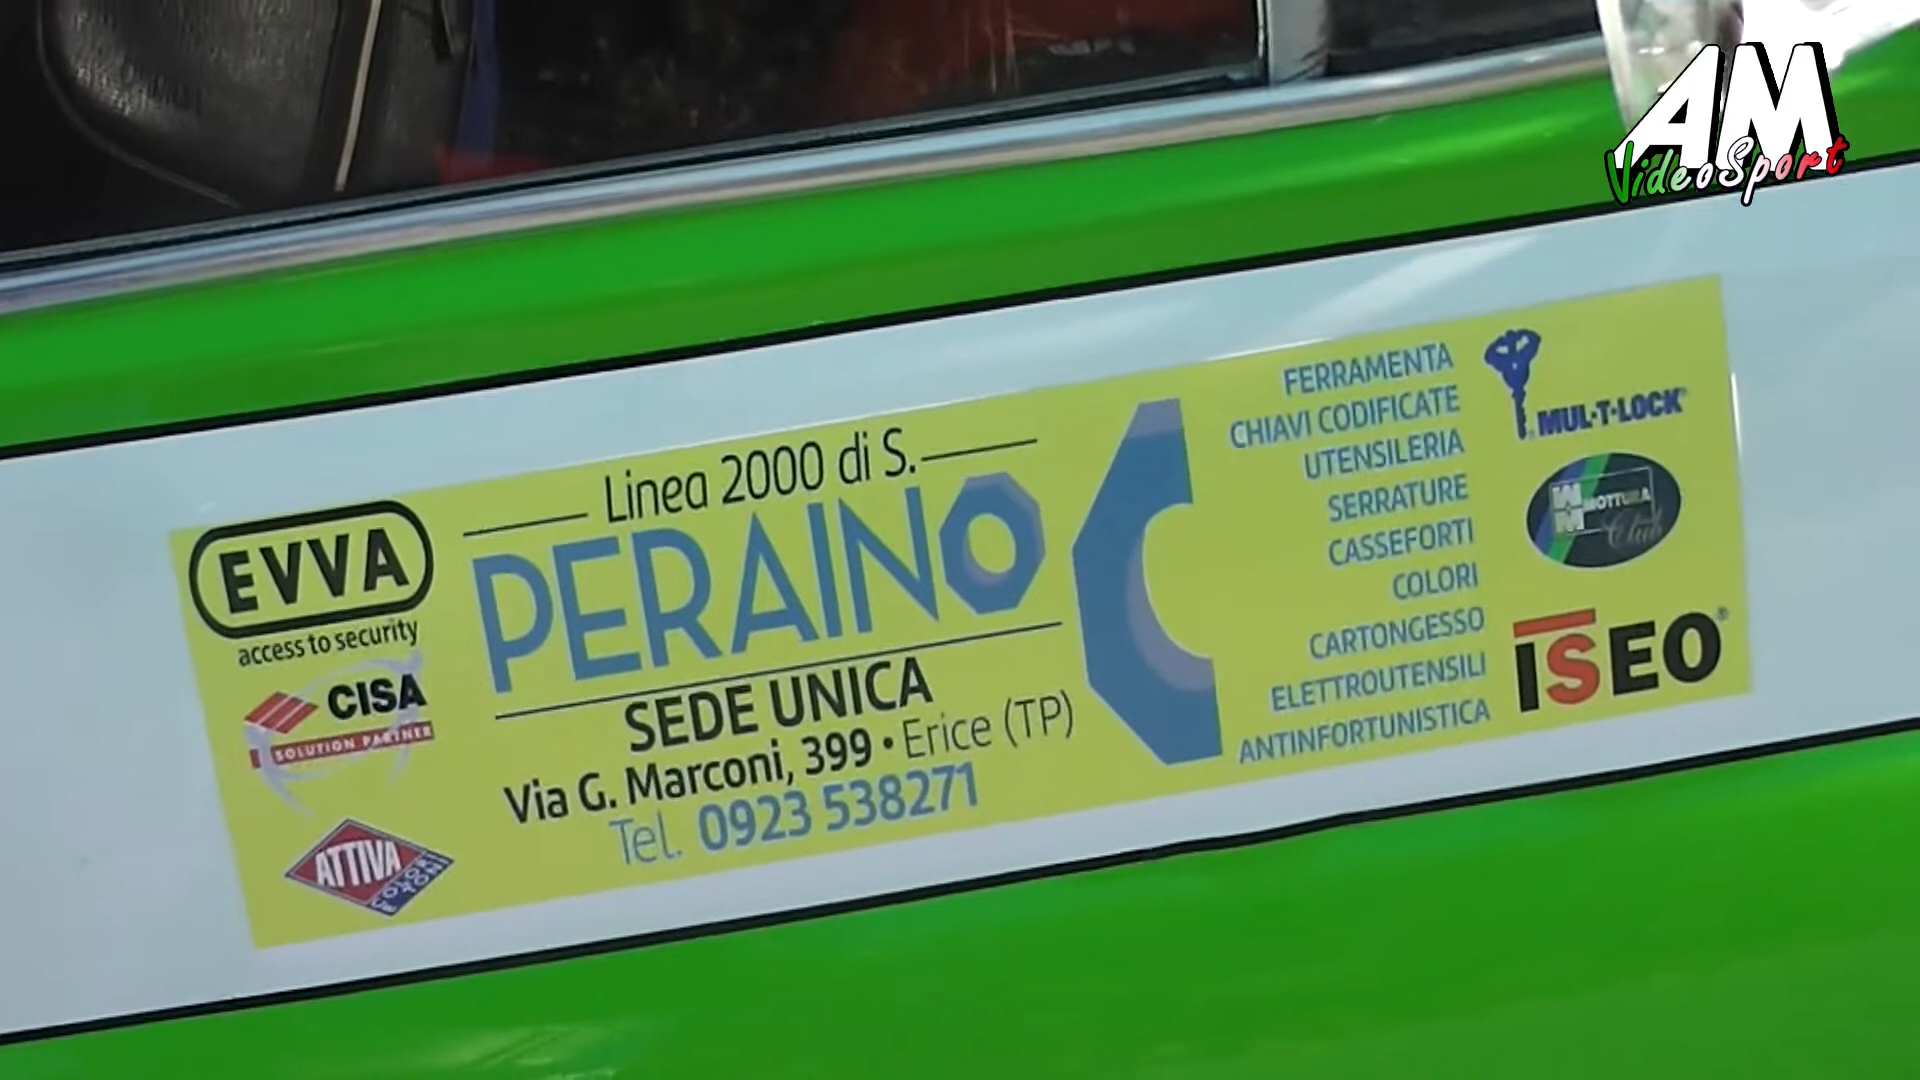 AM
VideoSport
EVVA
access to security
CISA
SOLUTION PARTNER
ATTIVA
Linea 2000 di S.
PERAINO
SEDE UNICA
Via G. Marconi, 399 • Erice (TP)
Tel. 0923 538271
FERRAMENTA
CHIAVI CODIFICATE
UTENSILERIA
SERRATURE
CASSEFORTI
COLORI
CARTONGESSO
ELETTROUTENSILI
ANTINFORTUNISTICA
MUL-T-LOCK®
MOTTURA
Club
ISEO®